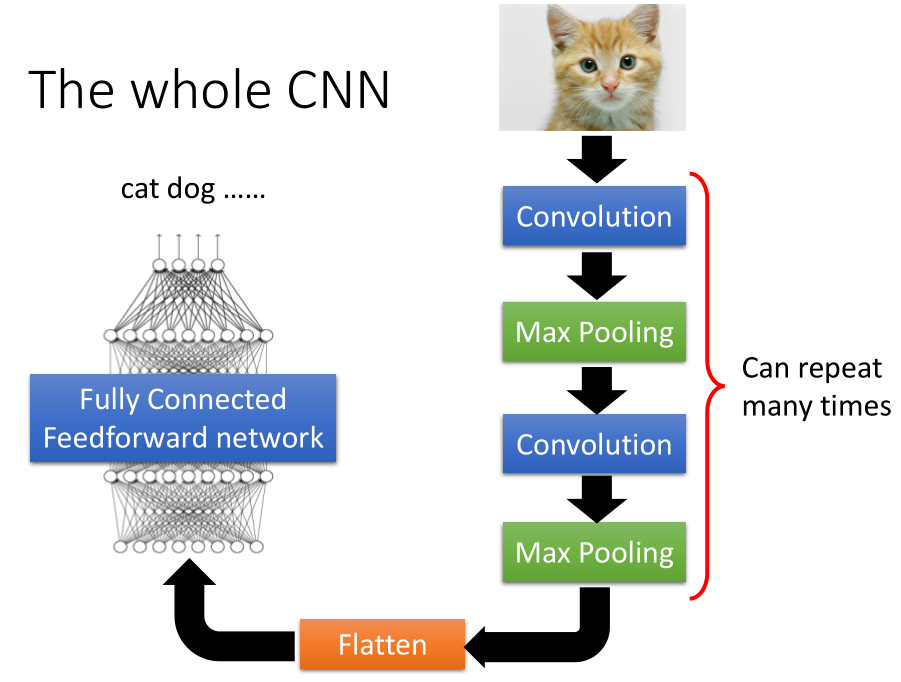 The whole CNN
cat dog ……
Convolution
Max Pooling
Convolution
Max Pooling
Can repeat
many times
Flatten
Fully Connected
Feedforward network